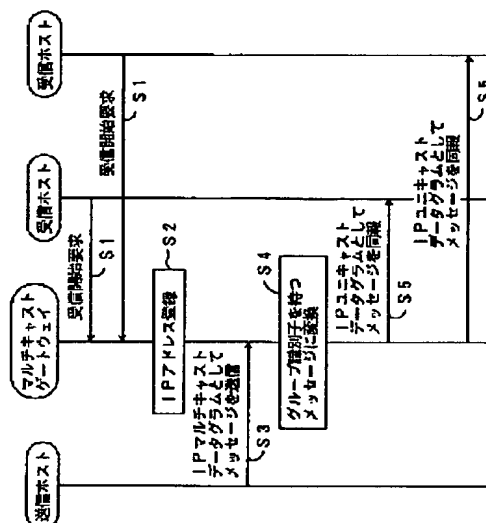 送信ホスト
マルチキャスト
ゲートウェイ
受信ホスト
受信ホスト
受信開始要求
S1
受信開始要求
S1
IPアドレス登録
S2
IPマルチキャスト
データグラムとして
メッセージを送信
S3
グループ識別子を持つ
メッセージに変換
S4
IPユニキャスト
データグラムとして
メッセージを同報
S5
IPユニキャスト
データグラムとして
メッセージを同報
S5